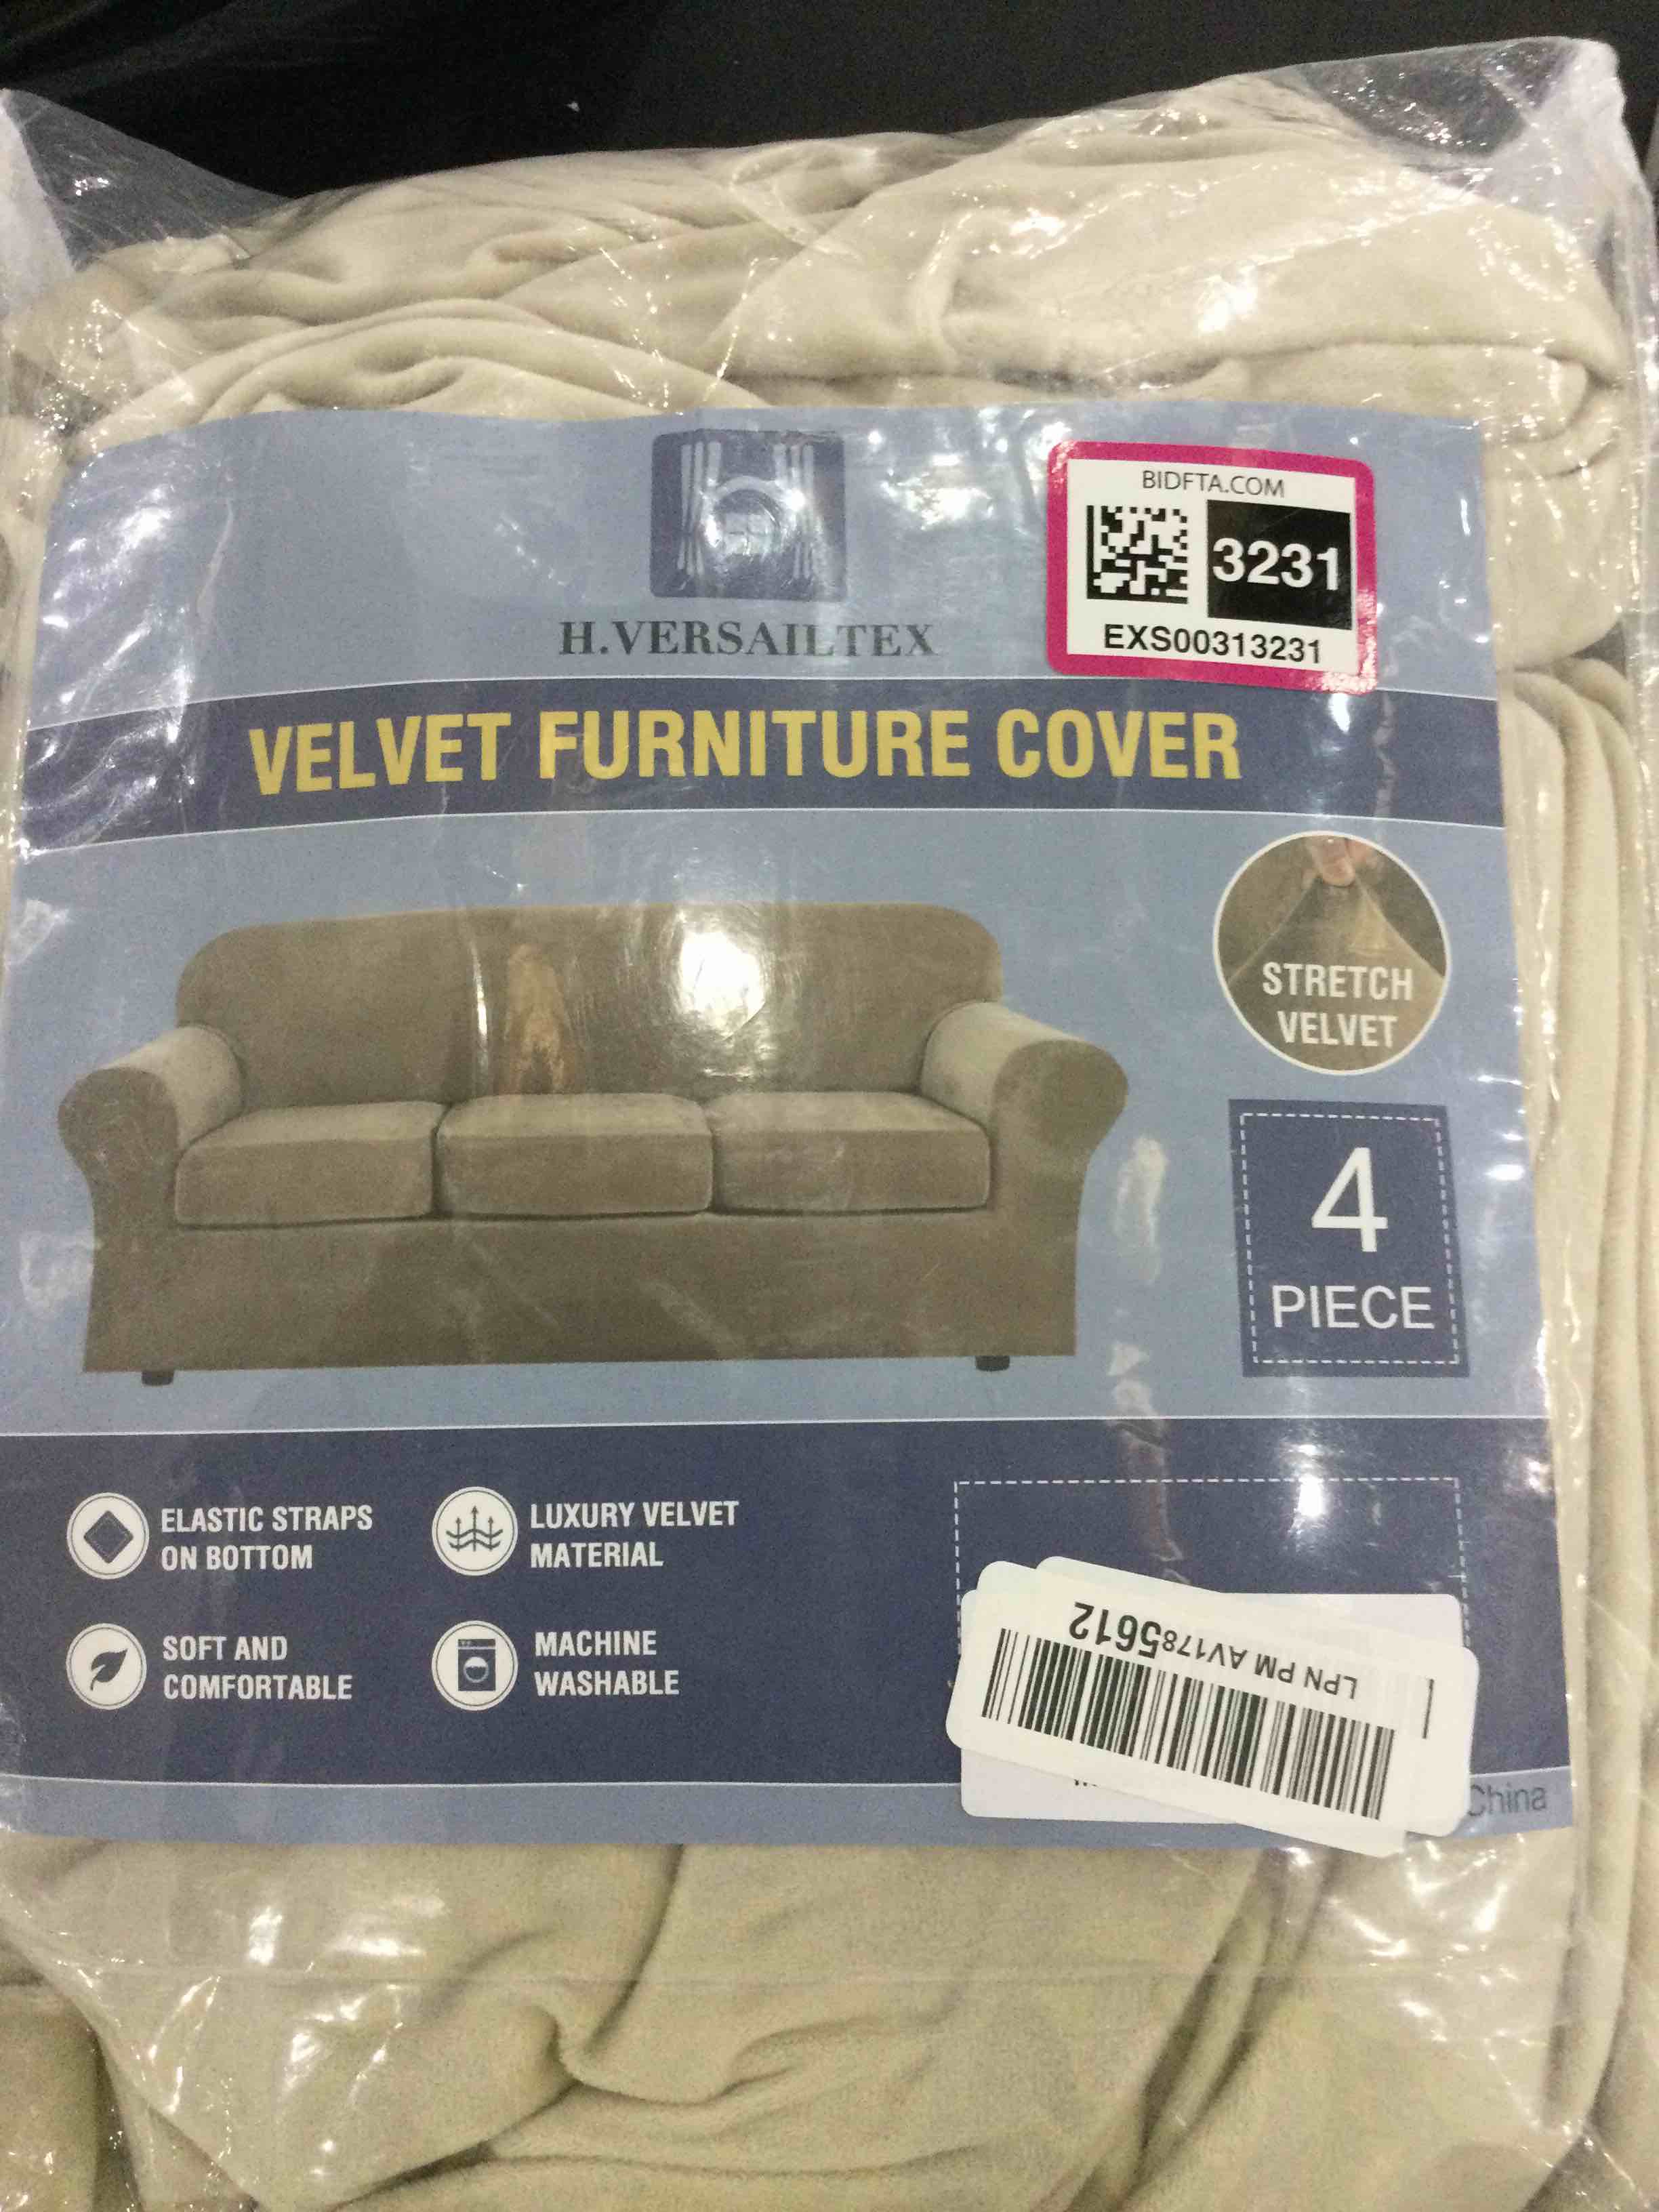 BIDFTA.COM
3231
EXS00313231
H.VERSAILTEX
VELVET FURNITURE COVER
STRETCH
VELVET
4
PIECE
ELASTIC STRAPS
ON BOTTOM
LUXURY VELVET
MATERIAL
SOFT AND
COMFORTABLE
MACHINE
WASHABLE
LPN PM AV1785612
China